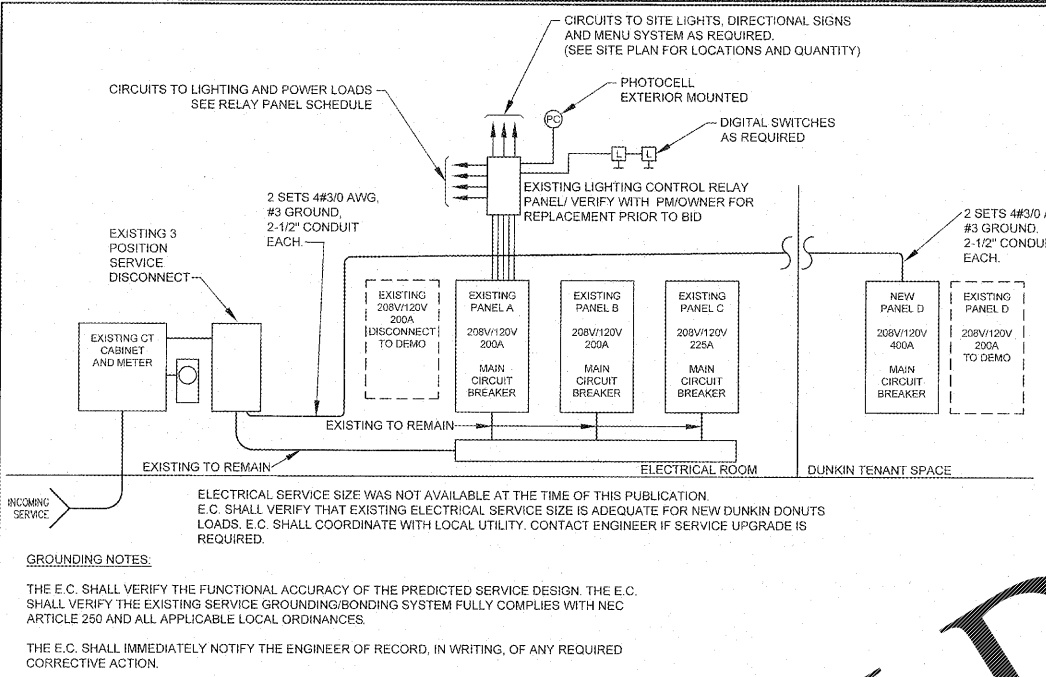 CIRCUITS TO SITE LIGHTS, DIRECTIONAL SIGNS
AND MENU SYSTEM AS REQUIRED.
(SEE SITE PLAN FOR LOCATIONS AND QUANTITY)
CIRCUITS TO LIGHTING AND POWER LOADS
SEE RELAY PANEL SCHEDULE
PHOTOCELL
EXTERIOR MOUNTED
PC
DIGITAL SWITCHES
AS REQUIRED
L
L
EXISTING LIGHTING CONTROL RELAY
PANEL/ VERIFY WITH PM/OWNER FOR
REPLACEMENT PRIOR TO BID
2 SETS 4#3/0 AWG,
#3 GROUND,
2-1/2" CONDUIT
EACH.
2 SETS 4#3/0
#3 GROUND.
2-1/2"
EACH.
EXISTING 3
POSITION
SERVICE
DISCONNECT
EXISTING
208V/120V
200A
DISCONNECT
TO DEMO
EXISTING
PANEL A
208V/120V
200A
MAIN
CIRCUIT
BREAKER
EXISTING
PANEL B
208V/120V
200A
MAIN
CIRCUIT
BREAKER
EXISTING
PANEL C
208V/120V
225A
MAIN
CIRCUIT
BREAKER
NEW
PANEL D
208V/120V
400A
MAIN
CIRCUIT
BREAKER
EXISTING
PANEL D
208V/120V
200A
TO DEMO
EXISTING CT
CABINET
AND METER
EXISTING TO REMAIN
EXISTING TO REMAIN
ELECTRICAL ROOM
DUNKIN TENANT SPACE
INCOMING
SERVICE
ELECTRICAL SERVICE SIZE WAS NOT AVAILABLE AT THE TIME OF THIS PUBLICATION.
E.C. SHALL VERIFY THAT EXISTING ELECTRICAL SERVICE SIZE IS ADEQUATE FOR NEW DUNKIN DONUTS
LOADS. E.C. SHALL COORDINATE WITH LOCAL UTILITY. CONTACT ENGINEER IF SERVICE UPGRADE IS
REQUIRED.
GROUNDING NOTES:
THE E.C. SHALL VERIFY THE FUNCTIONAL ACCURACY OF THE PREDICTED SERVICE DESIGN. THE E.C.
SHALL VERIFY THE EXISTING SERVICE GROUNDING/BONDING SYSTEM FULLY COMPLIES WITH NEC
ARTICLE 250 AND ALL APPLICABLE LOCAL ORDINANCES.
THE E.C. SHALL IMMEDIATELY NOTIFY THE ENGINEER OF RECORD, IN WRITING, OF ANY REQUIRED
CORRECTIVE ACTION.